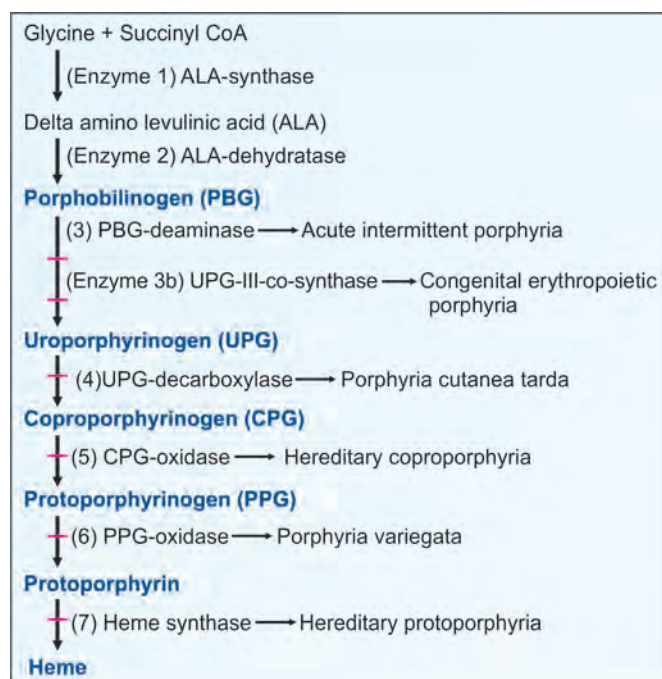 Glycine + Succinyl CoA
(Enzyme 1) ALA-synthase
Delta amino levulinic acid (ALA)
(Enzyme 2) ALA-dehydratase
Porphobilinogen (PBG)
(3) PBG-deaminase Acute intermittent porphyria
(Enzyme 3b) UPG-III-co-synthase Congenital erythropoietic
porphyria
Uroporphyrinogen (UPG)
(4)UPG-decarboxylase Porphyria cutanea tarda
Coproporphyrinogen (CPG)
(5) CPG-oxidase Hereditary coproporphyria
Protoporphyrinogen (PPG)
(6) PPG-oxidase Porphyria variegata
Protoporphyrin
(7) Heme synthase Hereditary protoporphyria
Heme